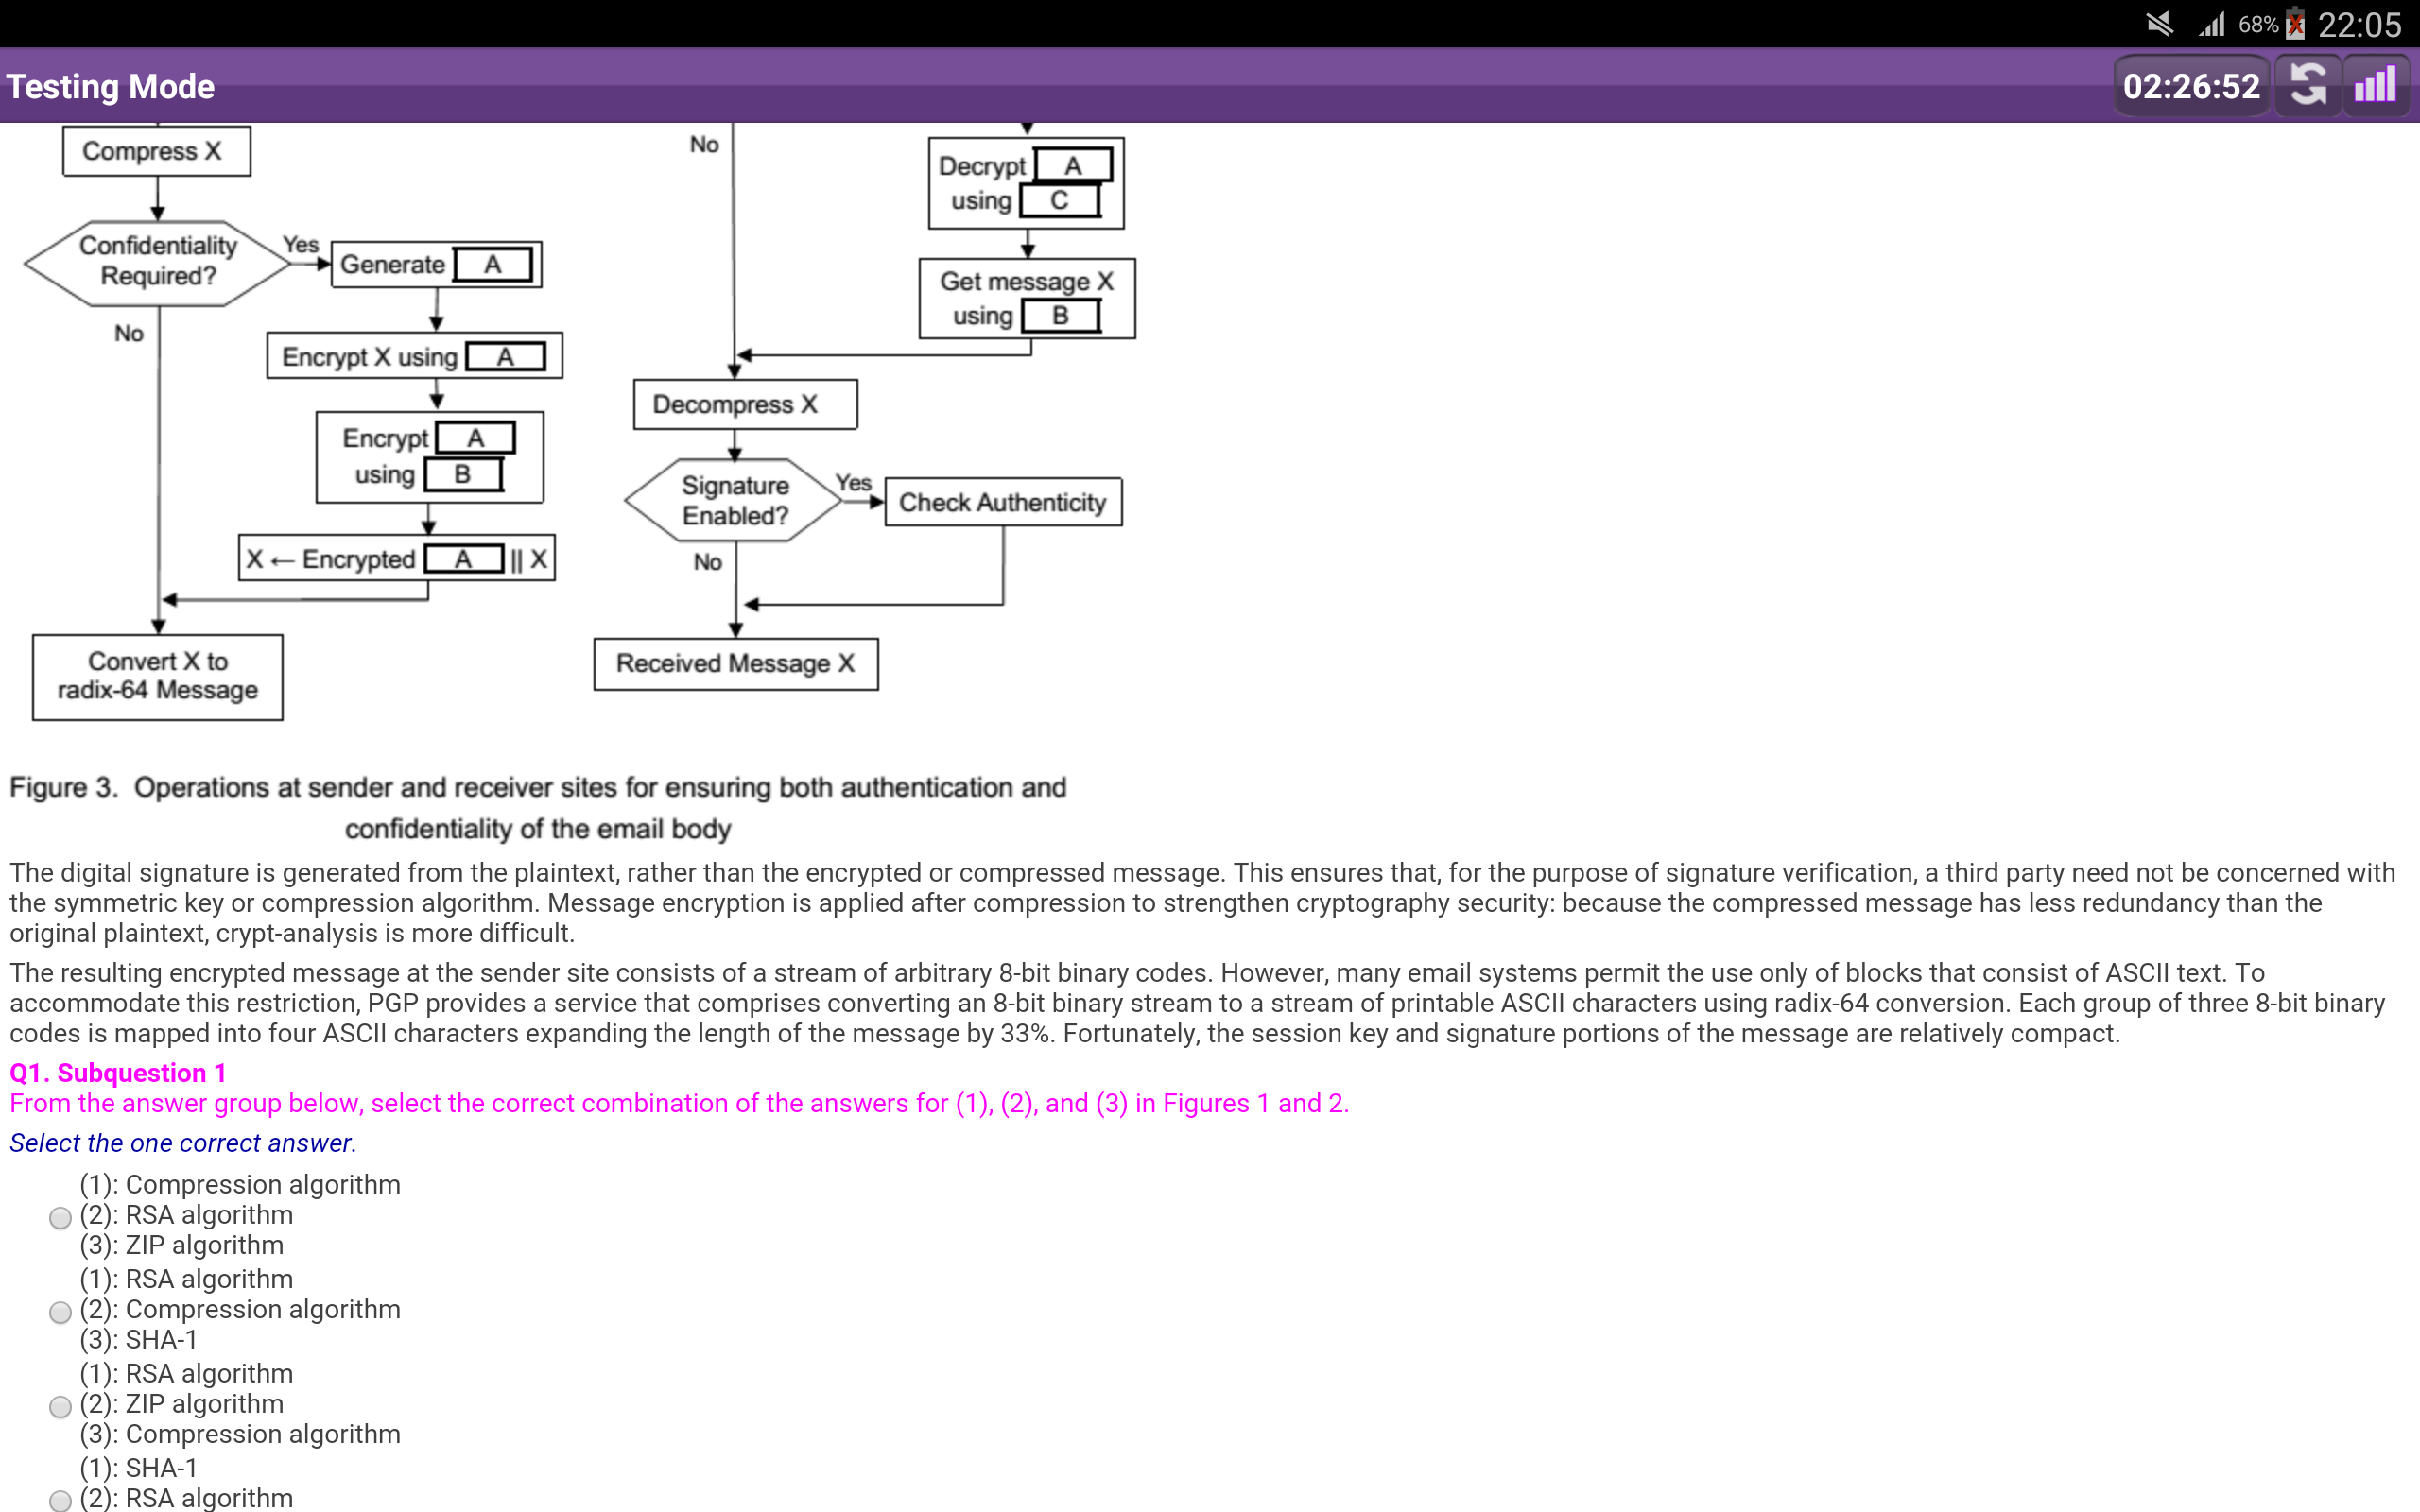 68% 22:05
Testing Mode
02:26:52
Compress X
Confidentiality
Required?
Yes
Generate A
No
Encrypt X using A
Encrypt A
using B
X ← Encrypted A || X
Convert X to
radix-64 Message
No
Decrypt A
using C
Get message X
using B
Decompress X
Signature
Enabled?
Yes
Check Authenticity
No
Received Message X
Figure 3. Operations at sender and receiver sites for ensuring both authentication and
confidentiality of the email body
The digital signature is generated from the plaintext, rather than the encrypted or compressed message. This ensures that, for the purpose of signature verification, a third party need not be concerned with
the symmetric key or compression algorithm. Message encryption is applied after compression to strengthen cryptography security: because the compressed message has less redundancy than the
original plaintext, crypt-analysis is more difficult.
The resulting encrypted message at the sender site consists of a stream of arbitrary 8-bit binary codes. However, many email systems permit the use only of blocks that consist of ASCII text. To
accommodate this restriction, PGP provides a service that comprises converting an 8-bit binary stream to a stream of printable ASCII characters using radix-64 conversion. Each group of three 8-bit binary
codes is mapped into four ASCII characters expanding the length of the message by 33%. Fortunately, the session key and signature portions of the message are relatively compact.
Q1. Subquestion 1
From the answer group below, select the correct combination of the answers for (1), (2), and (3) in Figures 1 and 2.
Select the one correct answer.
(1): Compression algorithm
(2): RSA algorithm
(3): ZIP algorithm
(1): RSA algorithm
(2): Compression algorithm
(3): SHA-1
(1): RSA algorithm
(2): ZIP algorithm
(3): Compression algorithm
(1): SHA-1
(2): RSA algorithm